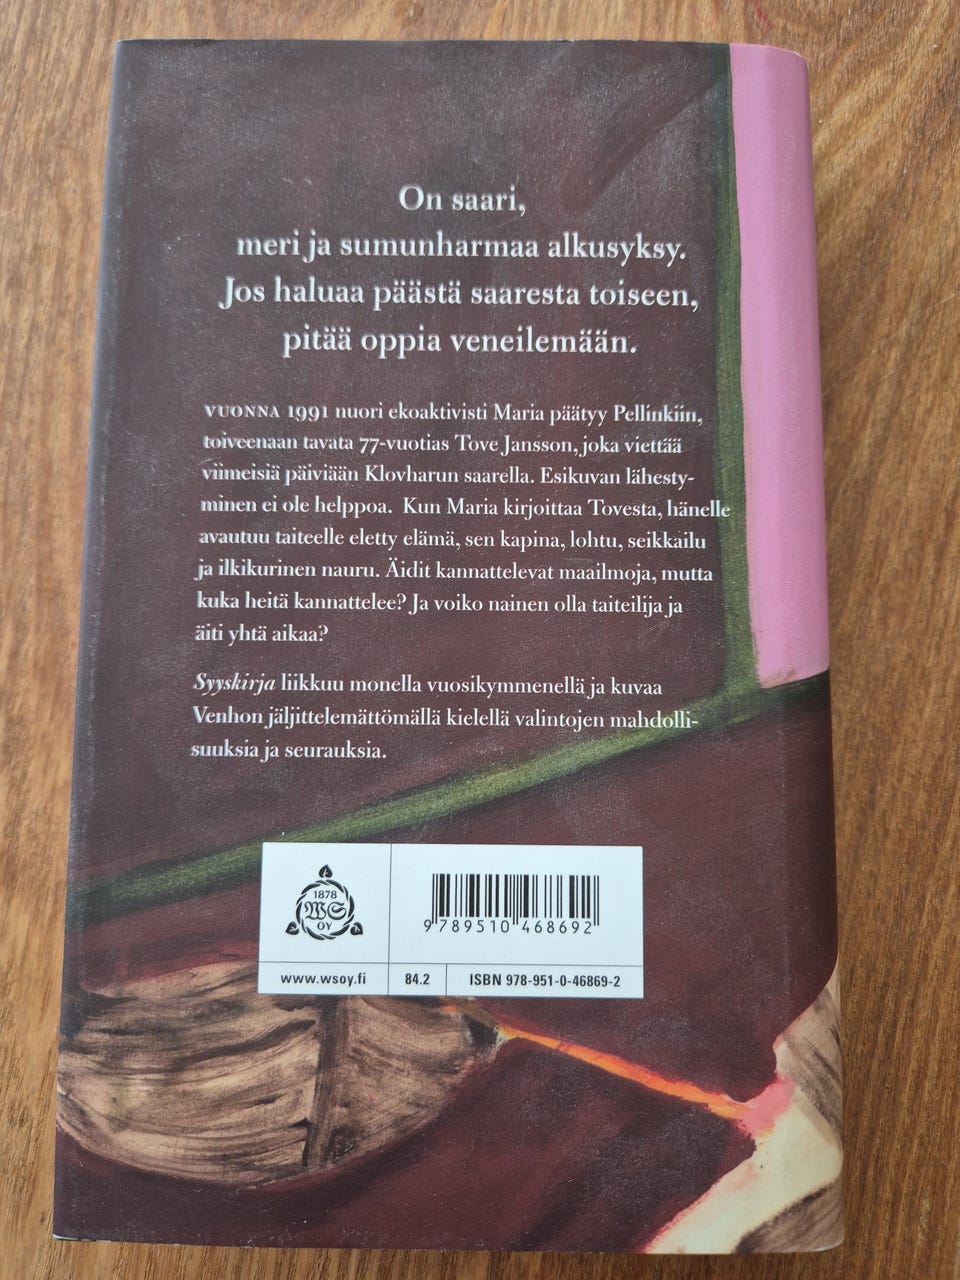 On saari,
meri ja sumunharmaa alkusyksy.
Jos haluaa päästä saaresta toiseen,
pitää oppia veneilemään.
VUONNA 1991 nuori ekoaktivisti Maria päätyy Pellinkiin,
toiveenaan tavata 77-vuotias Tove Jansson, joka viettää
viimeisiä päiviään Klovharun saarella. Esikuvan lähesty-
minen ei ole helppoa. Kun Maria kirjoittaa Tovesta, hänelle
avautuu taiteelle eletty elämä, sen kapina, lohtu, seikkailu
ja ilkikurinen nauru. Äidit kannattelevat maailmoja, mutta
kuka heitä kannattelee? Ja voiko nainen olla taiteilija ja
äiti yhtä aikaa?
Syyskirja liikkuu monella vuosikymmenellä ja kuvaa
Venhon jäljittelemättömällä kielellä valintojen mahdolli-
suuksia ja seurauksia.
1878
WS
OY
9 789510 468692
www.wsoy.fi
84.2
ISBN 978-951-0-46869-2